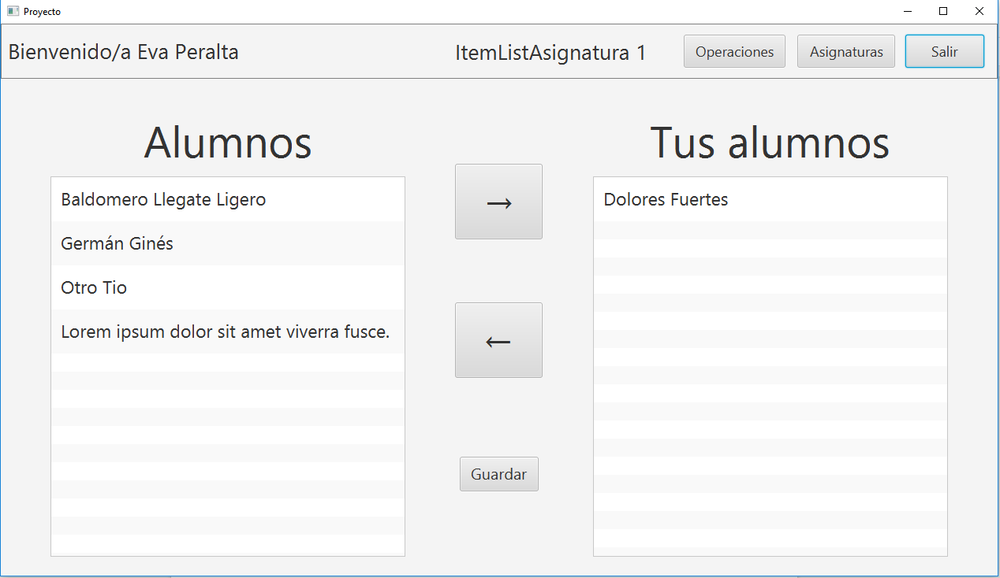 Proyecto
Bienvenido/a Eva Peralta
ItemListAsignatura 1
Operaciones
Asignaturas
Salir
Alumnos
Tus alumnos
Baldomero Llegate Ligero
Germán Ginés
Otro Tio
Lorem ipsum dolor sit amet viverra fusce.
→
←
Guardar
Dolores Fuertes